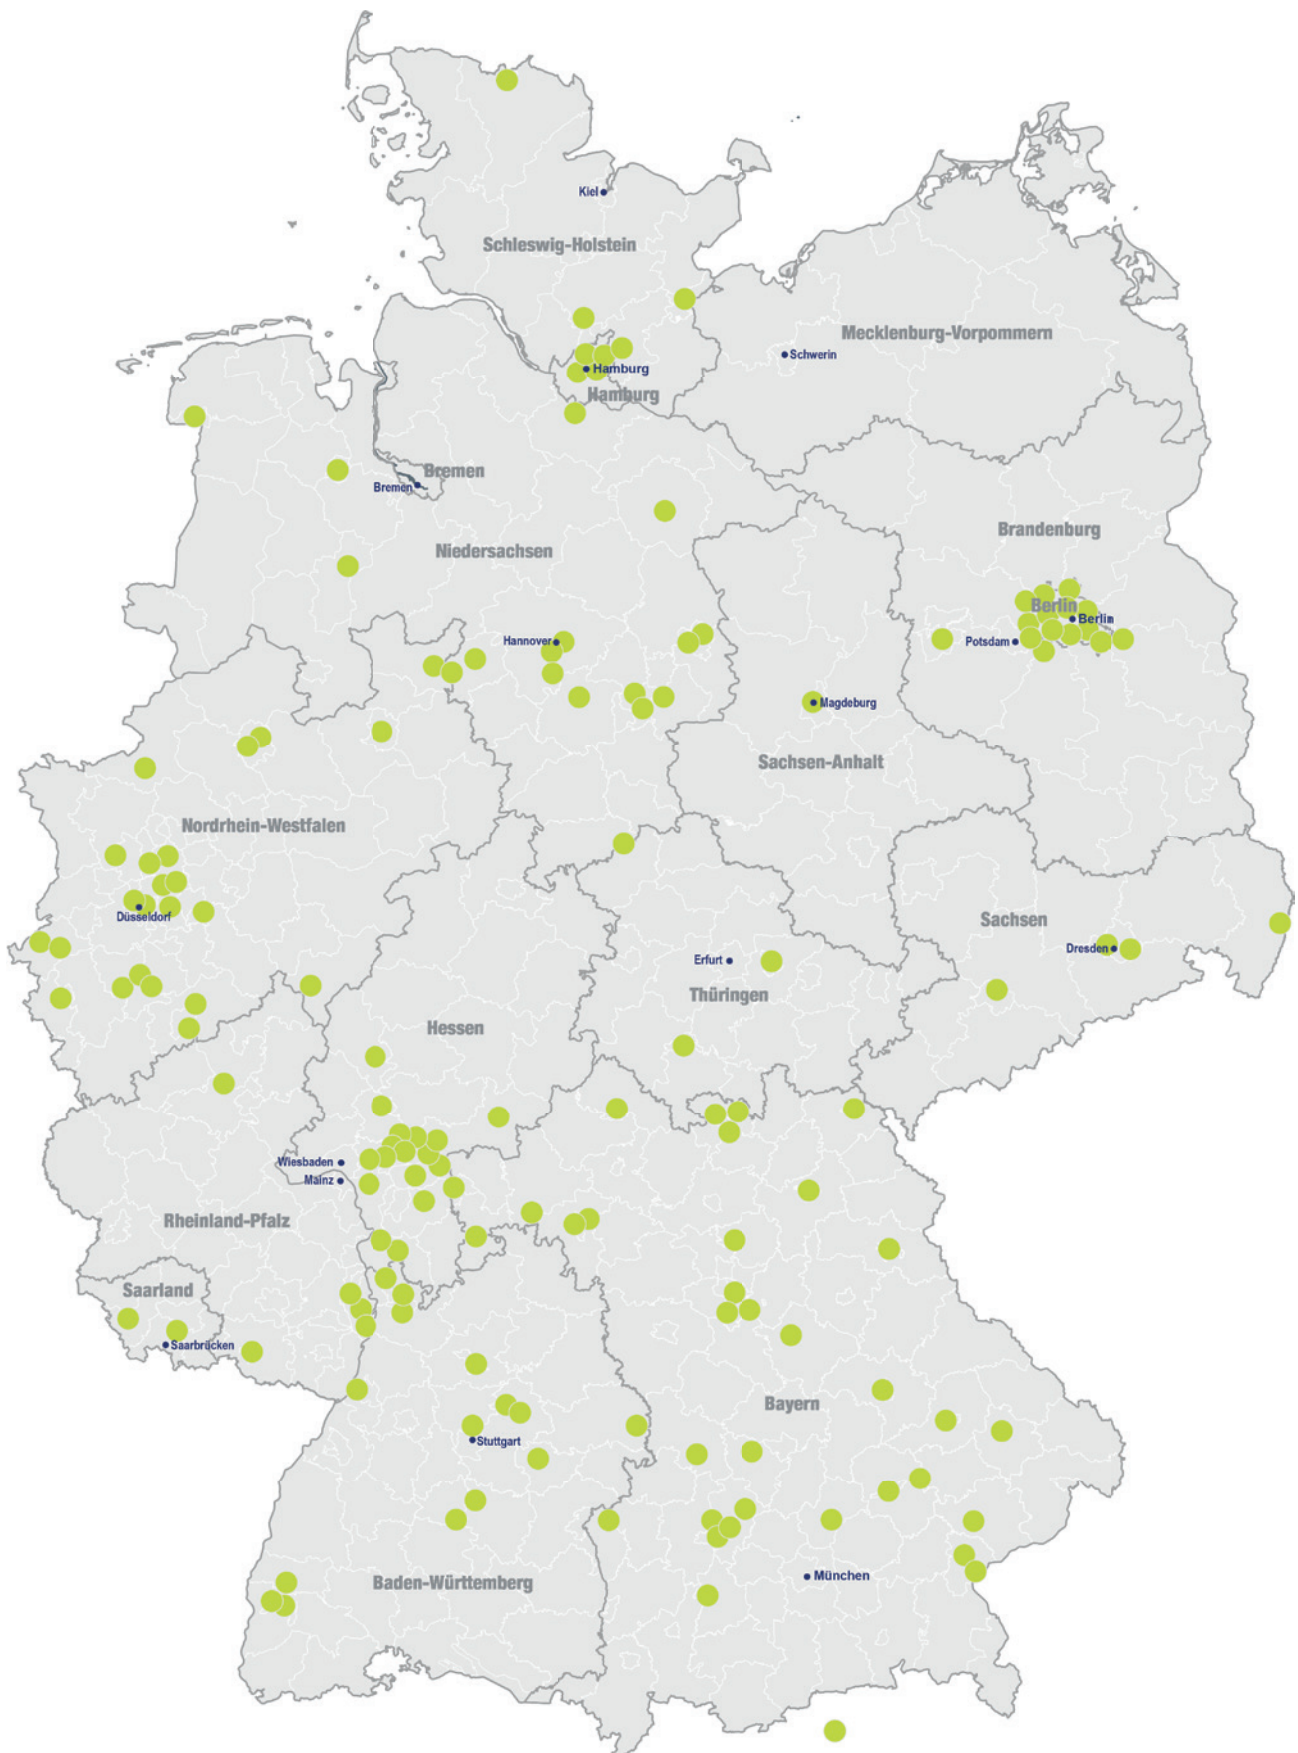 Kiel
Schleswig-Holstein
Mecklenburg-Vorpommern
Schwerin
Hamburg
Hamburg
Bremen
Bremen
Niedersachsen
Brandenburg
Berlin
Berlin
Potsdam
Hannover
Magdeburg
Sachsen-Anhalt
Nordrhein-Westfalen
Düsseldorf
Sachsen
Dresden
Erfurt
Thüringen
Hessen
Wiesbaden
Mainz
Rheinland-Pfalz
Saarland
Saarbrücken
Bayern
Stuttgart
München
Baden-Württemberg